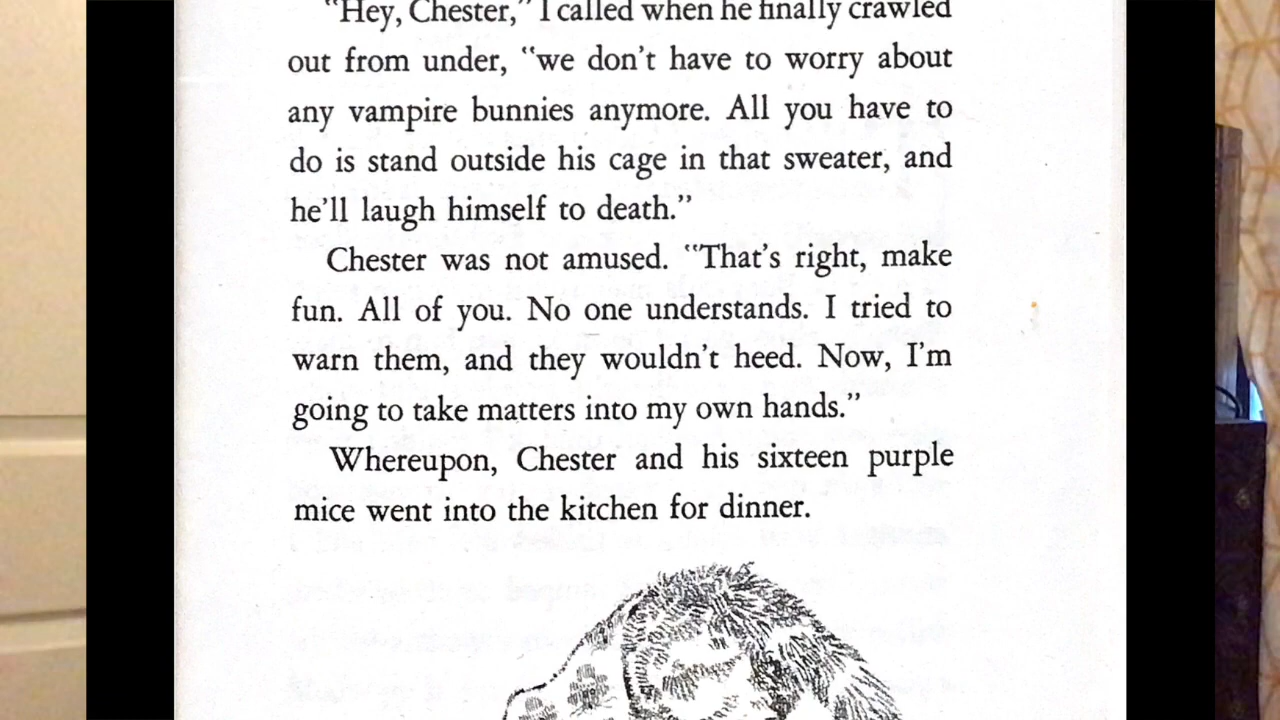 "Hey, Chester," I called when he finally crawled
out from under, "we don't have to worry about
any vampire bunnies anymore. All you have to
do is stand outside his cage in that sweater, and
he'll laugh himself to death."
Chester was not amused. "That's right, make
fun. All of you. No one understands. I tried to
warn them, and they wouldn't heed. Now, I'm
going to take matters into my own hands."
Whereupon, Chester and his sixteen purple
mice went into the kitchen for dinner.